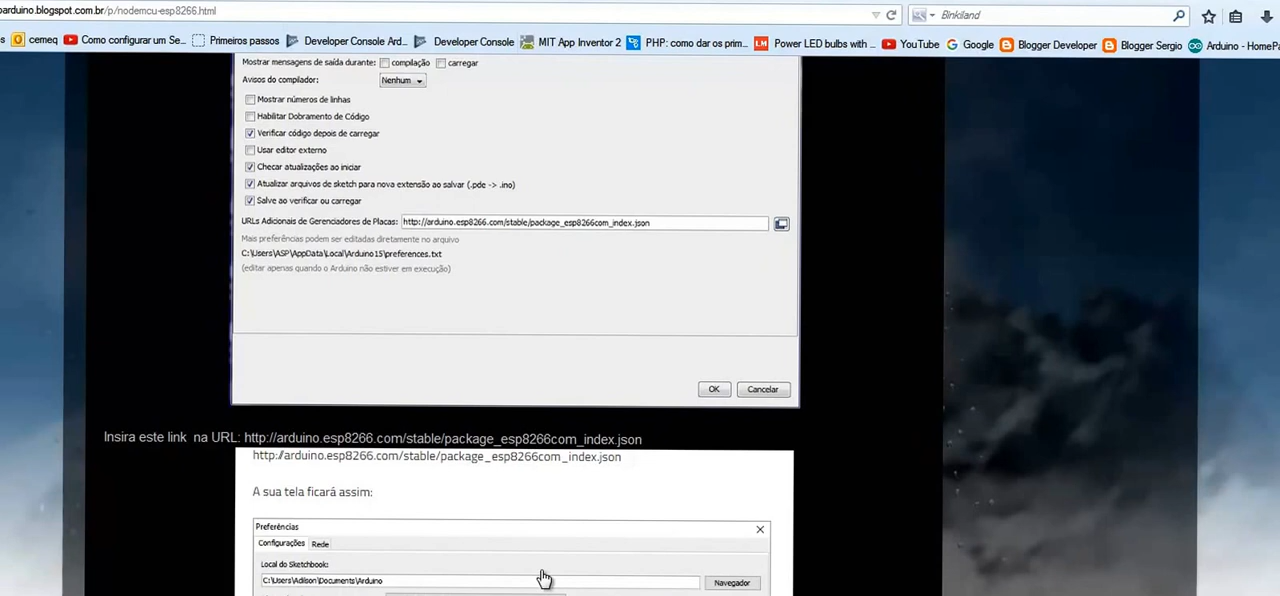 oarduino.blogspot.com.br/p/nodemcu-esp8266.html
Binkiland
s cemeq Como configurar um Se... Primeiros passos Developer Console Ard... Developer Console MIT App Inventor 2 PHP: como dar os prim... LM Power LED bulbs with ... YouTube Google Blogger Developer Blogger Sergio Arduino - HomePa
Mostrar mensagens de saída durante: compilação carregar
Avisos do compilador: Nenhum
Mostrar números de linhas
Habilitar Dobramento de Código
Verificar código depois de carregar
Usar editor externo
Checar atualizações ao iniciar
Atualizar arquivos de sketch para nova extensão ao salvar (.pde -> .ino)
Salve ao verificar ou carregar
URLs Adicionais de Gerenciadores de Placas: http://arduino.esp8266.com/stable/package_esp8266com_index.json
Mais preferências podem ser editadas diretamente no arquivo
C:\Users\ASP\AppData\Local\Arduino15\preferences.txt
(editar apenas quando o Arduino não estiver em execução)
OK Cancelar
Insira este link na URL: http://arduino.esp8266.com/stable/package_esp8266com_index.json
http://arduino.esp8266.com/stable/package_esp8266com_index.json
A sua tela ficará assim:
Preferências
Configurações Rede
Local do Sketchbook:
C:\Users\Adilson\Documents\Arduino Navegador